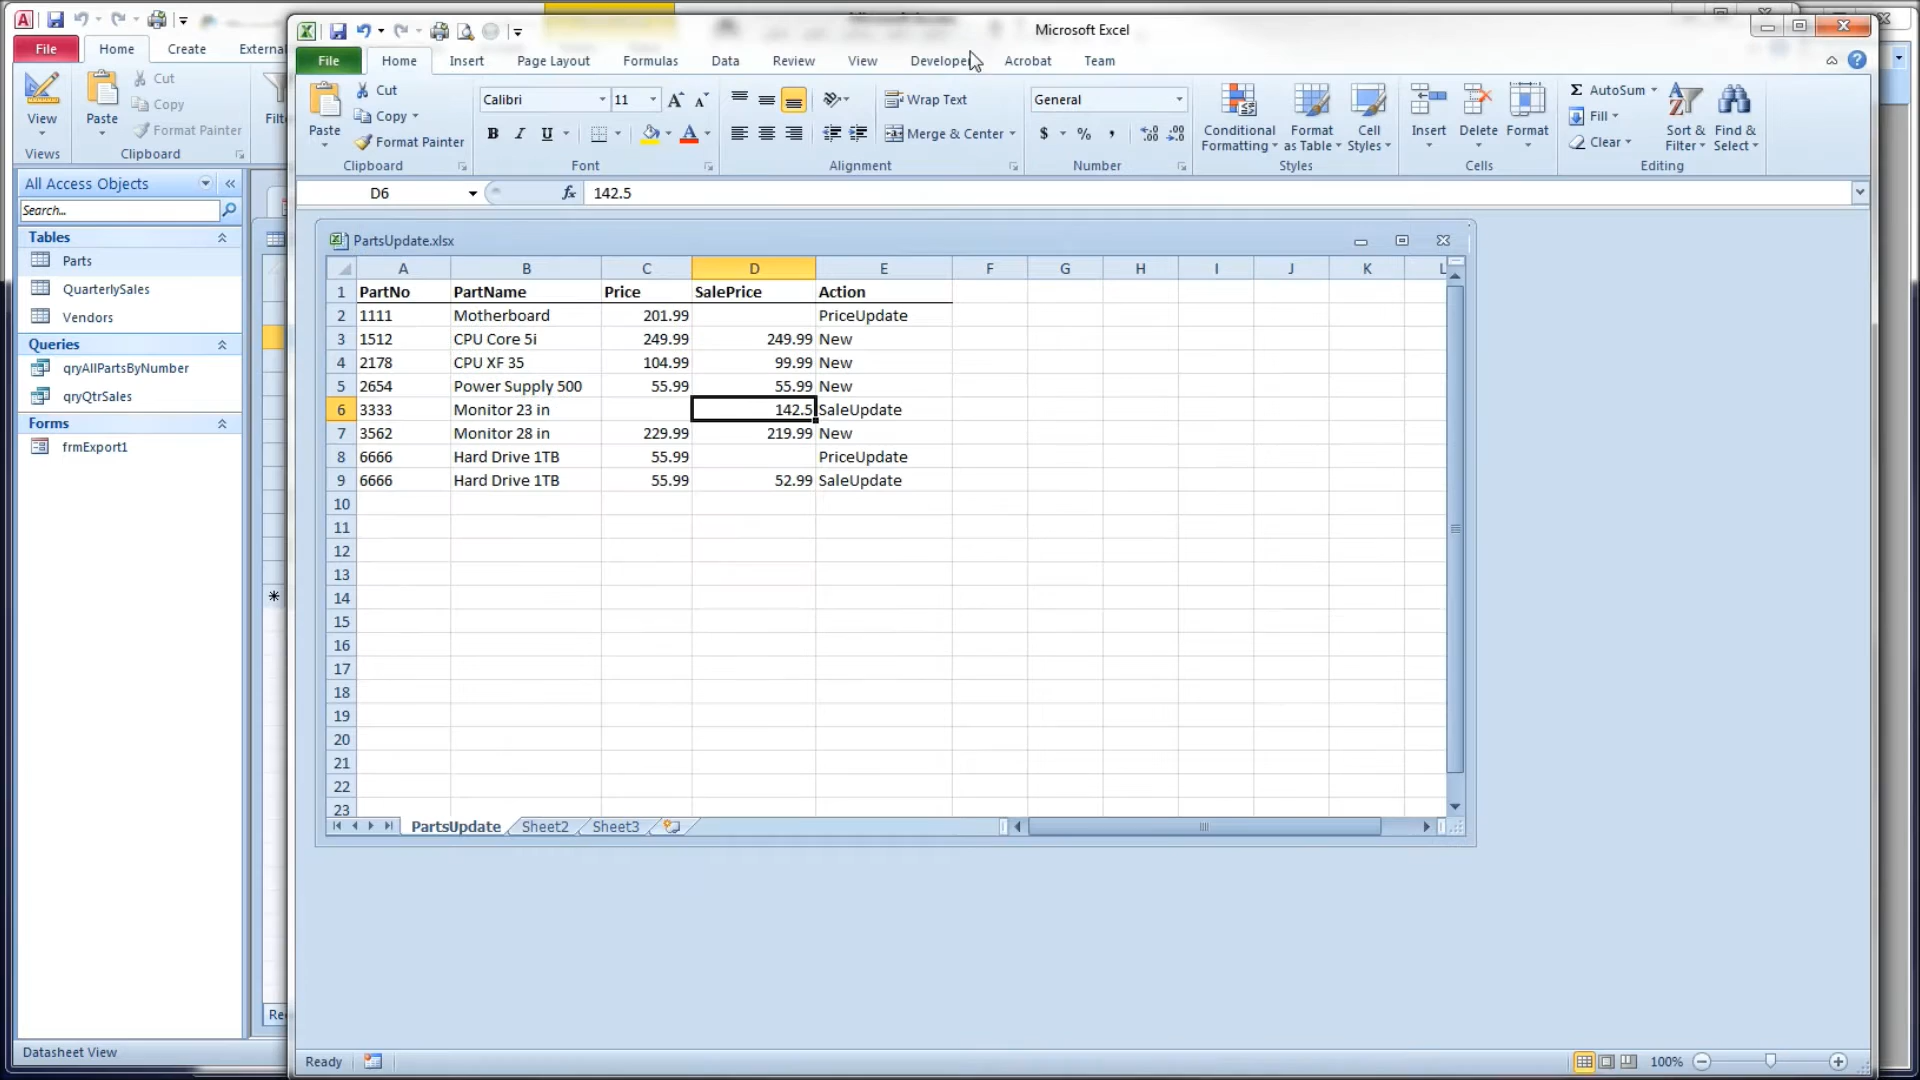 File Home Create External
View
Views
Paste
Cut
Copy
Format Painter
Clipboard
All Access Objects
Search...
Tables
Parts
QuarterlySales
Vendors
Queries
qryAllPartsByNumber
qryQtrSales
Forms
frmExport1
Datasheet View
Microsoft Excel
File Home Insert Page Layout Formulas Data Review View Developer Acrobat Team
Paste
Cut
Copy
Format Painter
Clipboard
Calibri 11
B I U
Font
Wrap Text
Merge & Center
Alignment
General
$ % ,
Number
Conditional Formatting
Format as Table
Cell Styles
Styles
Insert Delete Format
Cells
Σ AutoSum
Fill
Clear
Sort & Filter
Find & Select
Editing
D6 fx 142.5
PartsUpdate.xlsx
A B C D E F G H I J K L
1 PartNo PartName Price SalePrice Action
2 1111 Motherboard 201.99 PriceUpdate
3 1512 CPU Core 5i 249.99 249.99 New
4 2178 CPU XF 35 104.99 99.99 New
5 2654 Power Supply 500 55.99 55.99 New
6 3333 Monitor 23 in 142.5 SaleUpdate
7 3562 Monitor 28 in 229.99 219.99 New
8 6666 Hard Drive 1TB 55.99 PriceUpdate
9 6666 Hard Drive 1TB 55.99 52.99 SaleUpdate
10
11
12
13
14
15
16
17
18
19
20
21
22
23
PartsUpdate Sheet2 Sheet3
Ready 100%